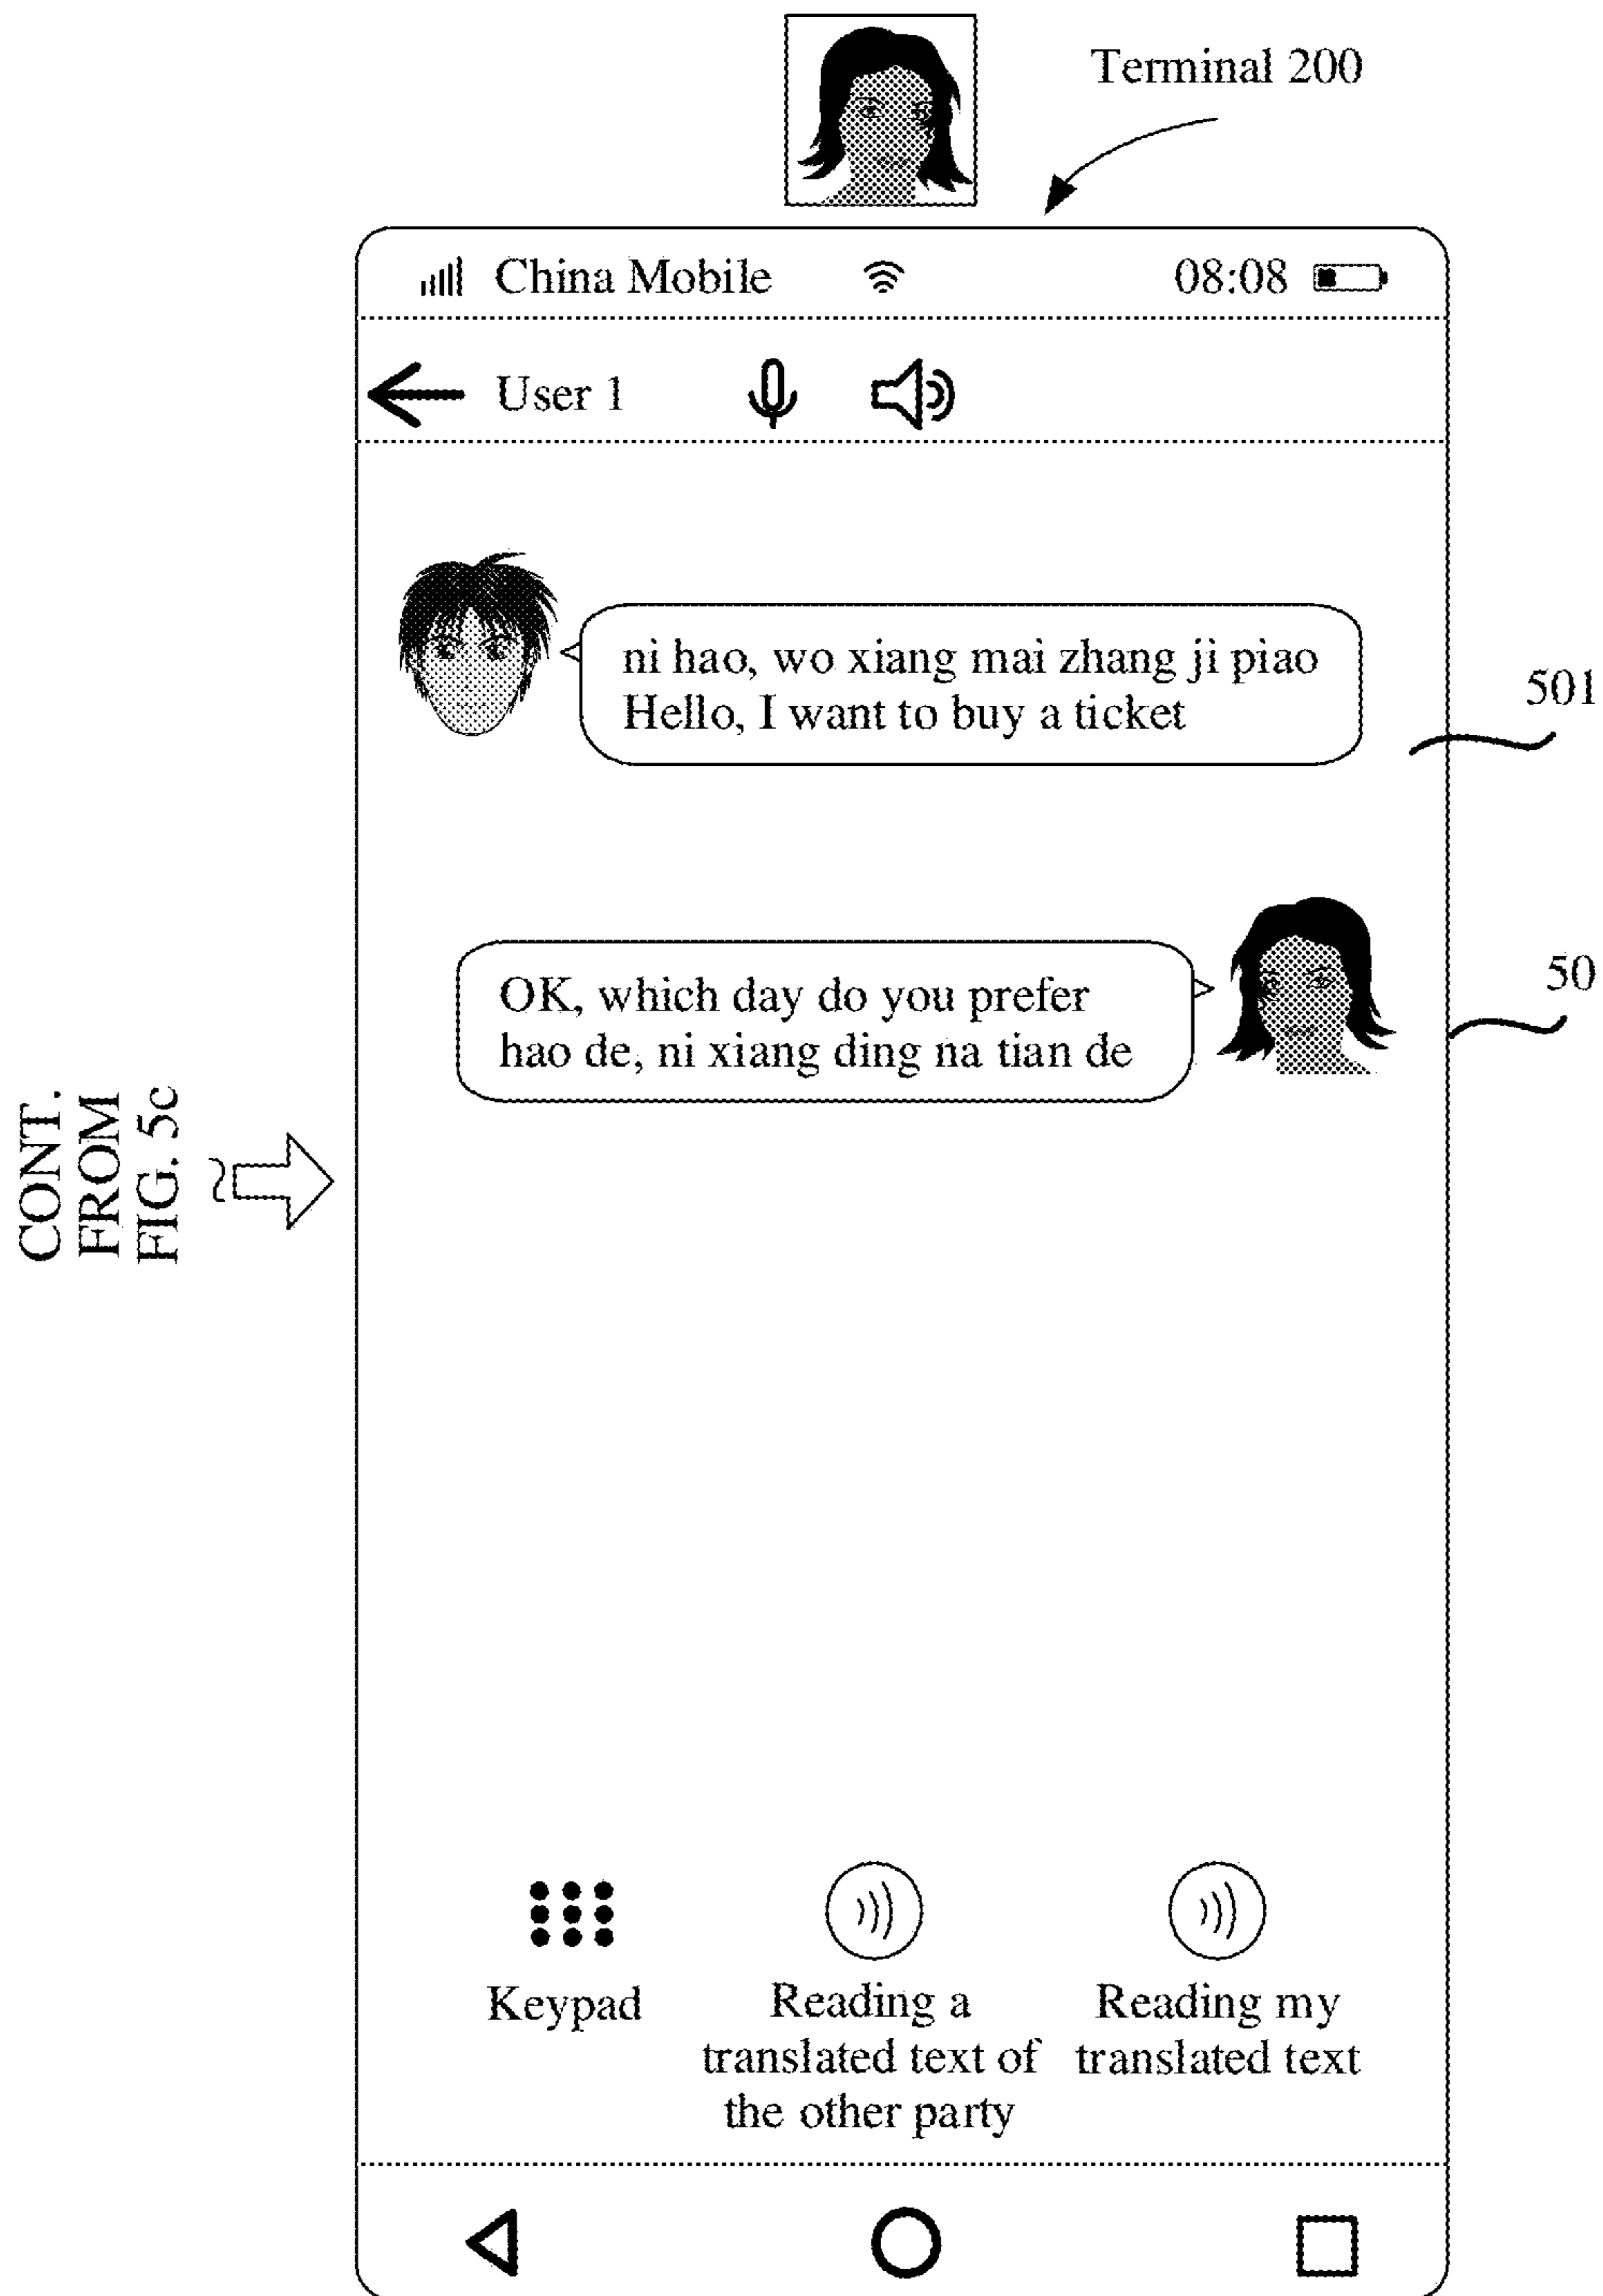 Terminal 200
China Mobile
08:08
User 1
ni hao, wo xiang mai zhang ji piao
Hello, I want to buy a ticket
501
OK, which day do you prefer
hao de, ni xiang ding na tian de
50
CONT.
FROM
FIG. 5c
Keypad
Reading a
translated text of
the other party
Reading my
translated text